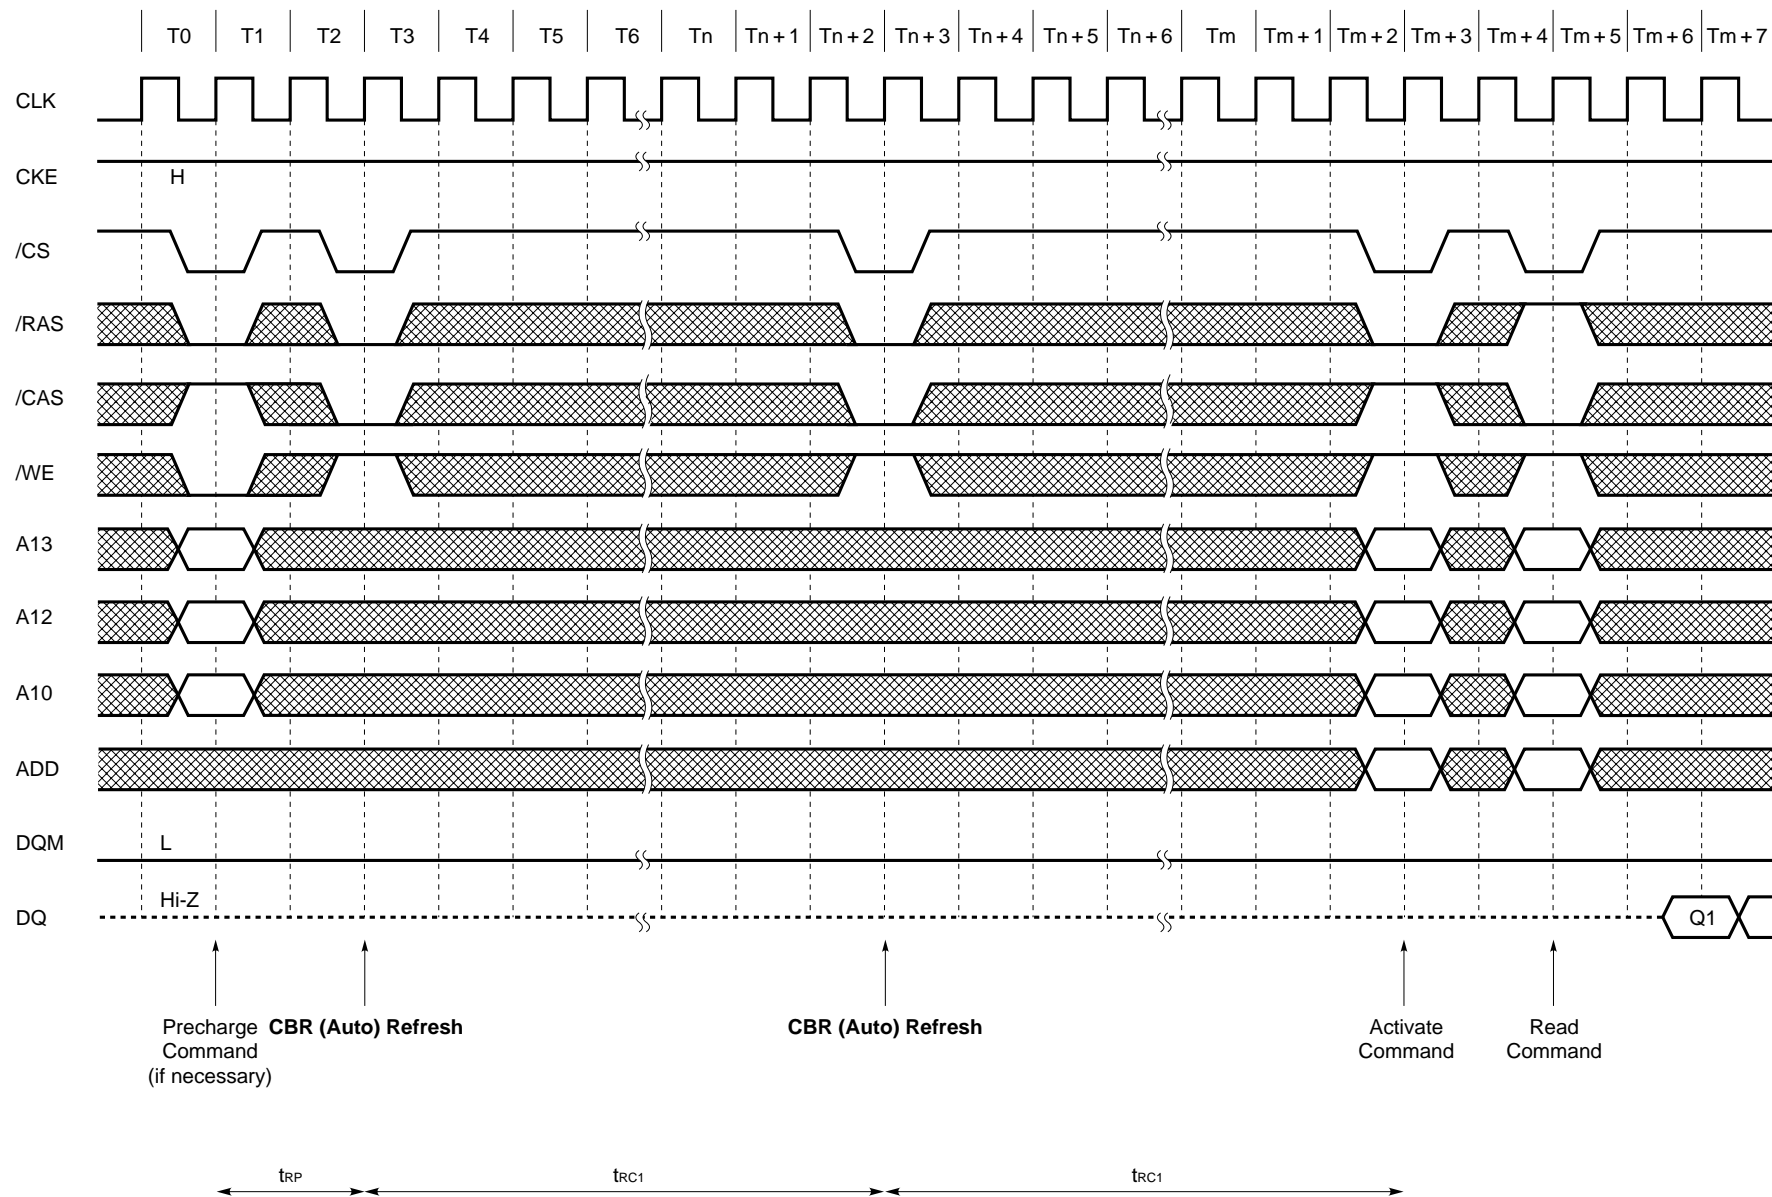 T0 T1 T2 T3 T4 T5 T6 Tn Tn + 1 Tn + 2 Tn + 3 Tn + 4 Tn + 5 Tn + 6 Tm Tm + 1 Tm + 2 Tm + 3 Tm + 4 Tm + 5 Tm + 6 Tm + 7
CLK
CKE H
/CS
/RAS
/CAS
/WE
A13
A12
A10
ADD
DQM L
Hi-Z
DQ Q1
Precharge
Command
(if necessary)
CBR (Auto) Refresh
CBR (Auto) Refresh
Activate
Command
Read
Command
tRP tRC1 tRC1